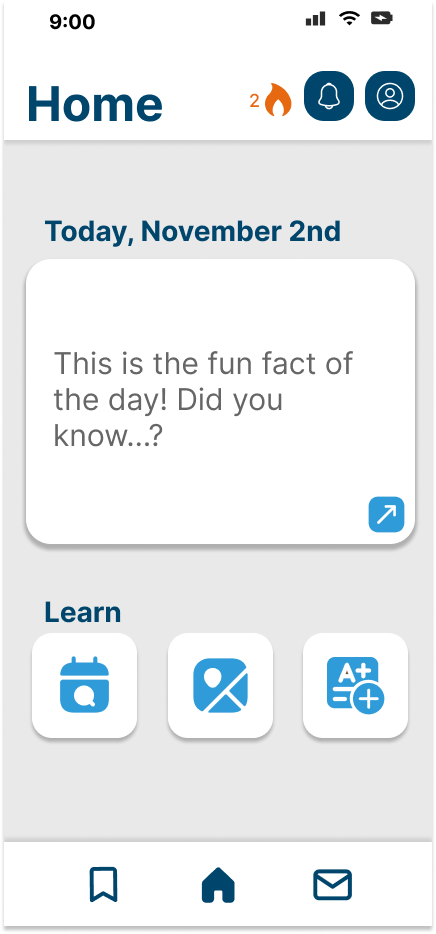 9:00
Home
2
Today, November 2nd
This is the fun fact of
the day! Did you
know...?
Learn
A+